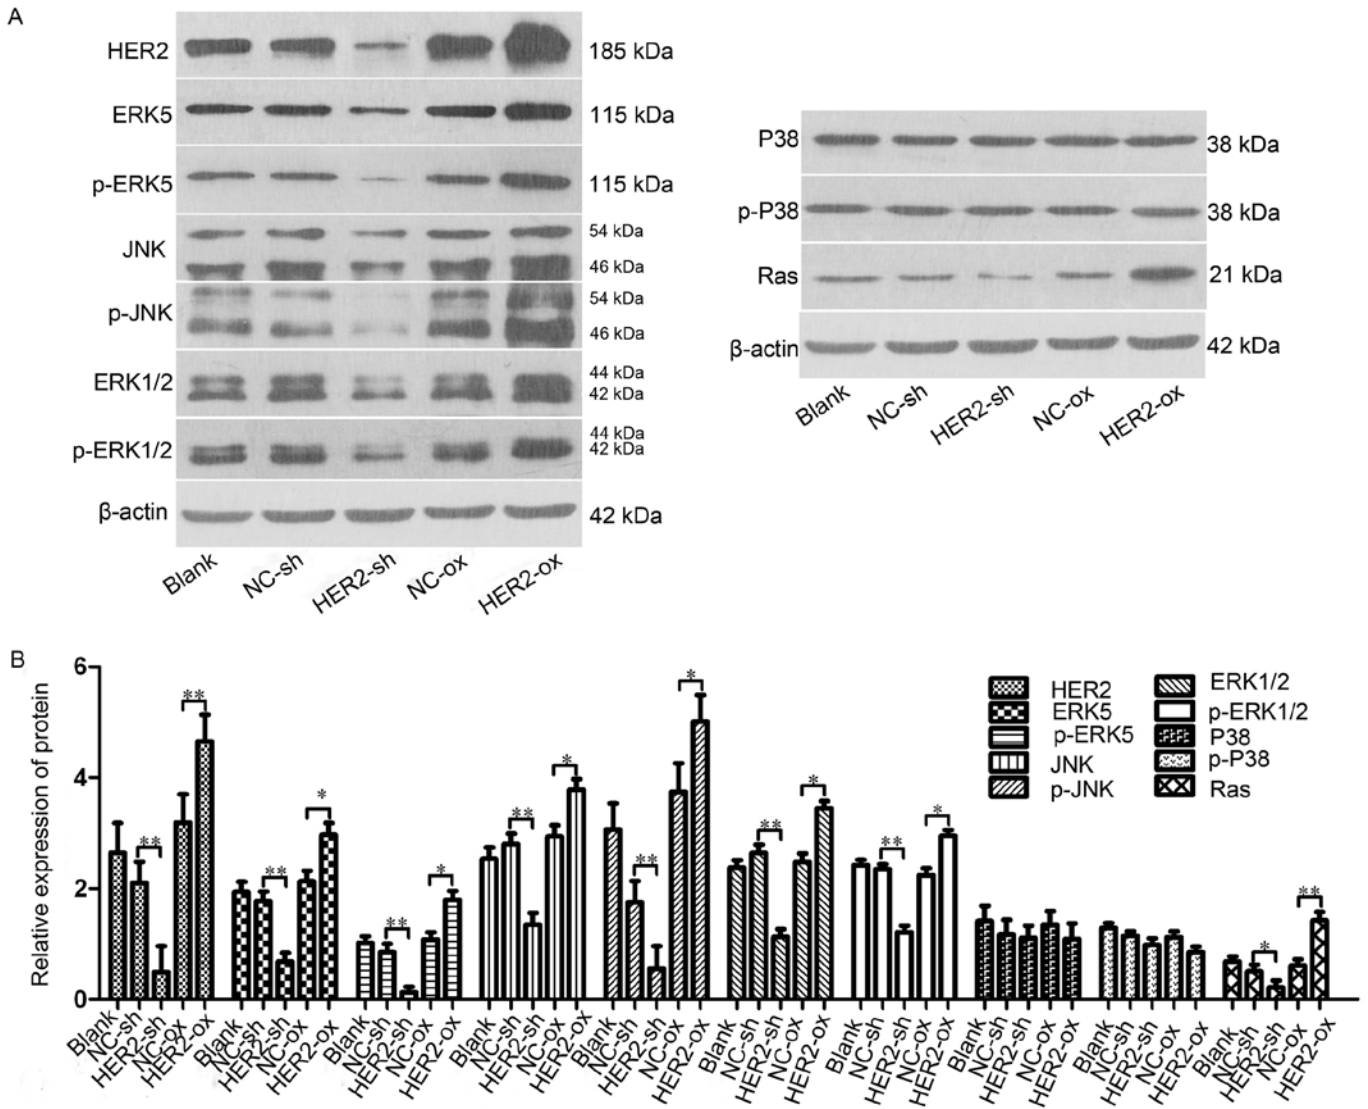 A
HER2
185 kDa
ERK5
115 kDa
p-ERK5
115 kDa
JNK
54 kDa
46 kDa
p-JNK
54 kDa
46 kDa
ERK1/2
44 kDa
42 kDa
p-ERK1/2
44 kDa
42 kDa
β-actin
42 kDa
Blank
NC-sh
HER2-sh
NC-ox
HER2-ox
P38
38 kDa
p-P38
38 kDa
Ras
21 kDa
β-actin
42 kDa
Blank
NC-sh
HER2-sh
NC-ox
HER2-ox
B
Relative expression of protein
6
4
2
0
**
**
**
*
**
*
**
*
**
*
**
*
**
*
*
**
HER2
ERK5
p-ERK5
JNK
p-JNK
ERK1/2
p-ERK1/2
P38
p-P38
Ras
Blank
NC-sh
HER2-sh
NC-ox
HER2-ox
Blank
NC-sh
HER2-sh
NC-ox
HER2-ox
Blank
NC-sh
HER2-sh
NC-ox
HER2-ox
Blank
NC-sh
HER2-sh
NC-ox
HER2-ox
Blank
NC-sh
HER2-sh
NC-ox
HER2-ox
Blank
NC-sh
HER2-sh
NC-ox
HER2-ox
Blank
NC-sh
HER2-sh
NC-ox
HER2-ox
Blank
NC-sh
HER2-sh
NC-ox
HER2-ox
Blank
NC-sh
HER2-sh
NC-ox
HER2-ox
Blank
NC-sh
HER2-sh
NC-ox
HER2-ox